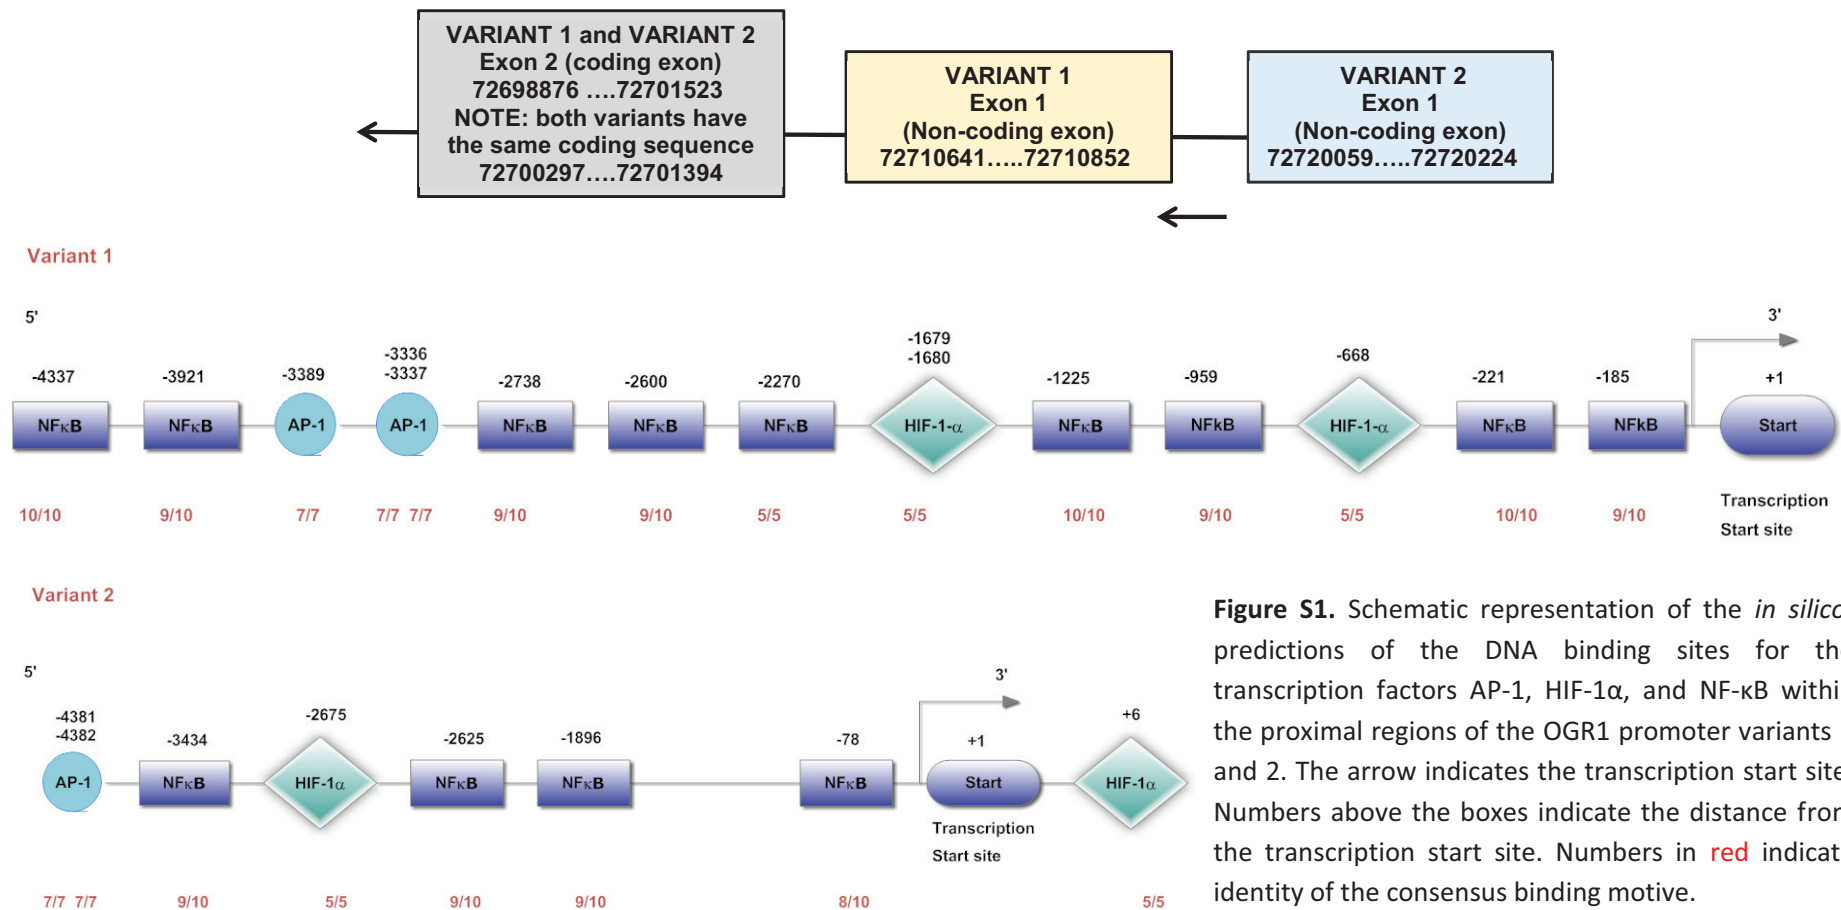 VARIANT 1 and VARIANT 2
Exon 2 (coding exon)
72698876 ....72701523
NOTE: both variants have
the same coding sequence
72700297....72701394
VARIANT 1
Exon 1
(Non-coding exon)
72710641.....72710852
VARIANT 2
Exon 1
(Non-coding exon)
72720059.....72720224
Variant 1
5'
3'
-4337
-3921
-3389
-3336
-3337
-2738
-2600
-2270
-1679
-1680
-1225
-959
-668
-221
-185
+1
NFκB
NFκB
AP-1
AP-1
NFκB
NFκB
NFκB
HIF-1-α
NFκB
NFkB
HIF-1-α
NFκB
NFkB
Start
10/10
9/10
7/7
7/7 7/7
9/10
9/10
5/5
5/5
10/10
9/10
5/5
10/10
9/10
Transcription
Start site
Variant 2
5'
3'
-4381
-4382
-3434
-2675
-2625
-1896
-78
+1
+6
AP-1
NFκB
HIF-1α
NFκB
NFκB
NFκB
Start
HIF-1α
Transcription
Start site
7/7 7/7
9/10
5/5
9/10
9/10
8/10
5/5
Figure S1. Schematic representation of the in silico
predictions of the DNA binding sites for
transcription factors AP-1, HIF-1α, and NF-κB
the proximal regions of the OGR1 promoter variants
and 2. The arrow indicates the transcription start site
Numbers above the boxes indicate the distance
the transcription start site. Numbers in red
identity of the consensus binding motive.